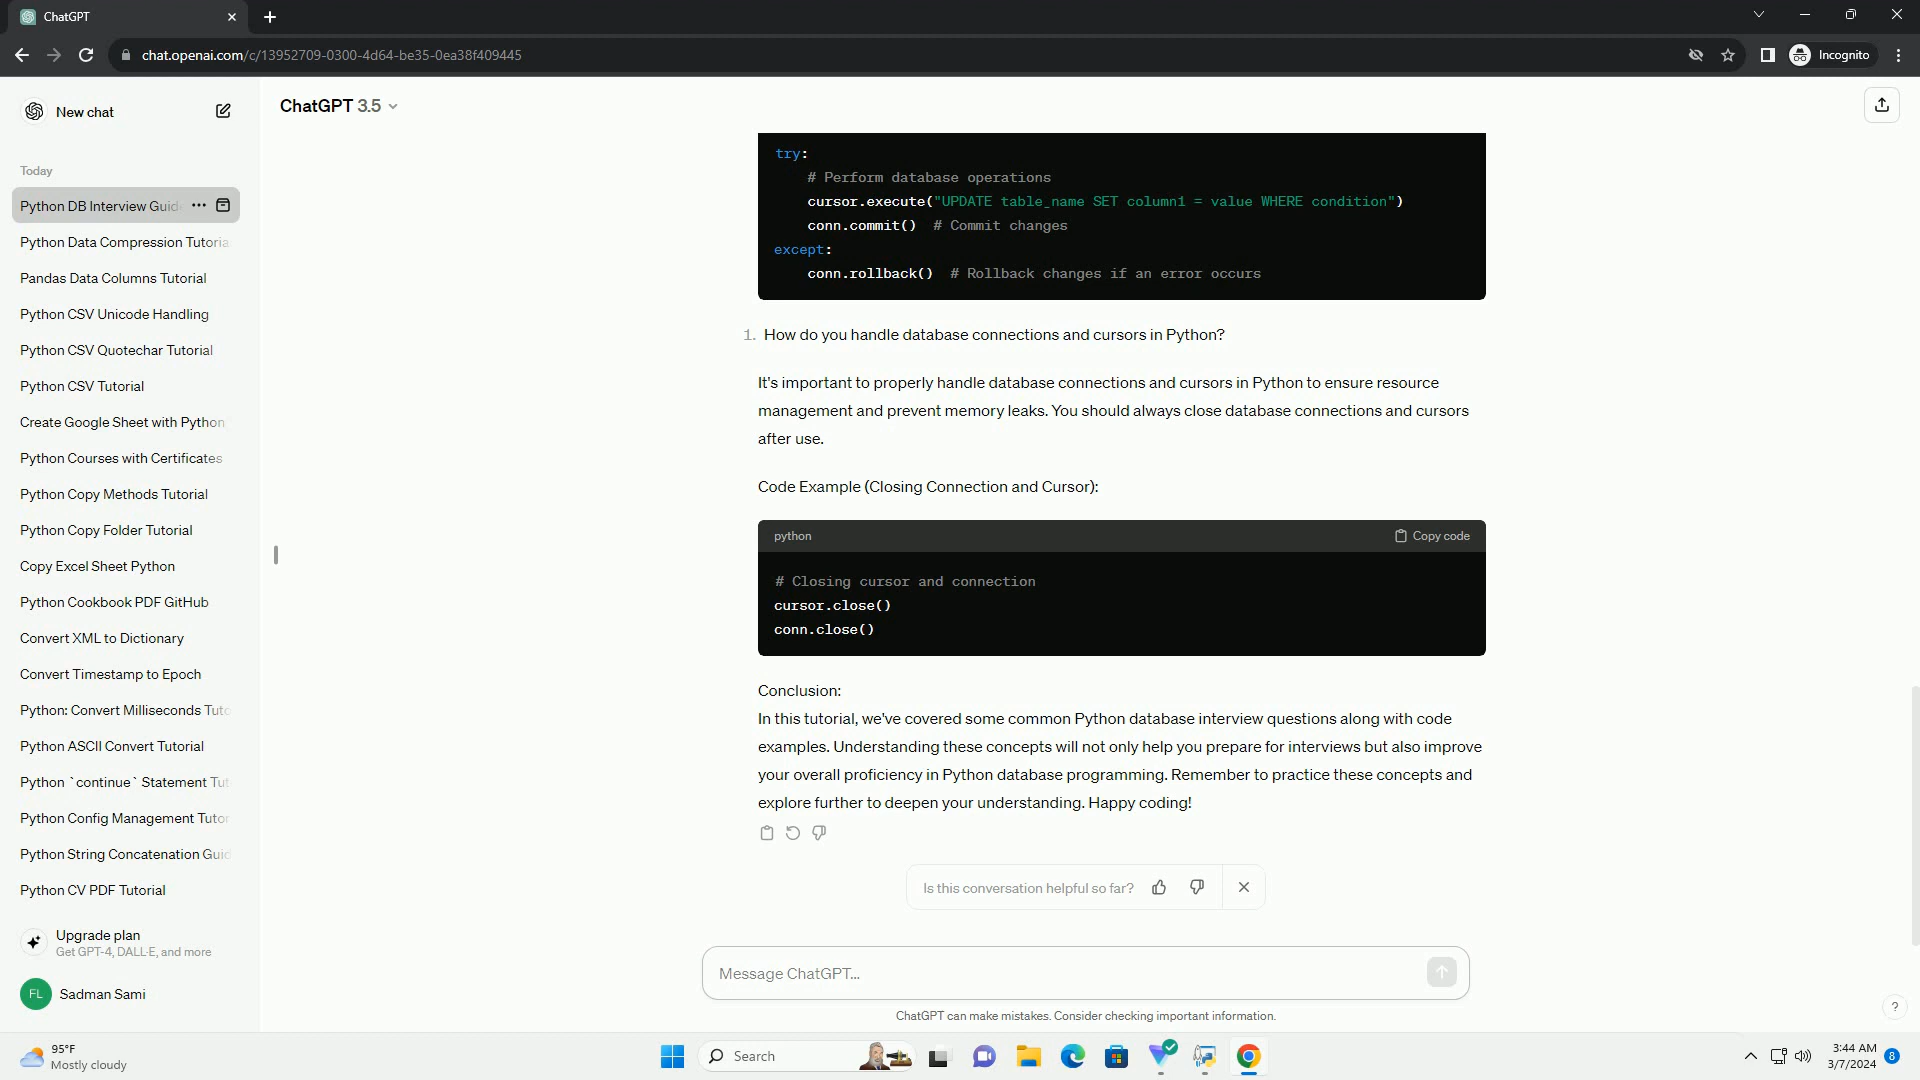 ChatGPT
chat.openai.com/c/13952709-0300-4d64-be35-0ea38f409445
Incognito
New chat
Today
Python DB Interview Guid
Python Data Compression Tutoria
Pandas Data Columns Tutorial
Python CSV Unicode Handling
Python CSV Quotechar Tutorial
Python CSV Tutorial
Create Google Sheet with Python
Python Courses with Certificates
Python Copy Methods Tutorial
Python Copy Folder Tutorial
Copy Excel Sheet Python
Python Cookbook PDF GitHub
Convert XML to Dictionary
Convert Timestamp to Epoch
Python: Convert Milliseconds Tuto
Python ASCII Convert Tutorial
Python `continue` Statement Tut
Python Config Management Tutor
Python String Concatenation Guid
Python CV PDF Tutorial
Upgrade plan
Get GPT-4, DALL·E, and more
FL Sadman Sami
ChatGPT 3.5
try:
# Perform database operations
cursor.execute("UPDATE table_name SET column1 = value WHERE condition")
conn.commit()  # Commit changes
except:
conn.rollback()  # Rollback changes if an error occurs
1. How do you handle database connections and cursors in Python?
It's important to properly handle database connections and cursors in Python to ensure resource
management and prevent memory leaks. You should always close database connections and cursors
after use.
Code Example (Closing Connection and Cursor):
python Copy code
# Closing cursor and connection
cursor.close()
conn.close()
Conclusion:
In this tutorial, we've covered some common Python database interview questions along with code
examples. Understanding these concepts will not only help you prepare for interviews but also improve
your overall proficiency in Python database programming. Remember to practice these concepts and
explore further to deepen your understanding. Happy coding!
Is this conversation helpful so far?
Message ChatGPT...
ChatGPT can make mistakes. Consider checking important information.
?
95°F
Mostly cloudy
Search
3:44 AM
3/7/2024
8